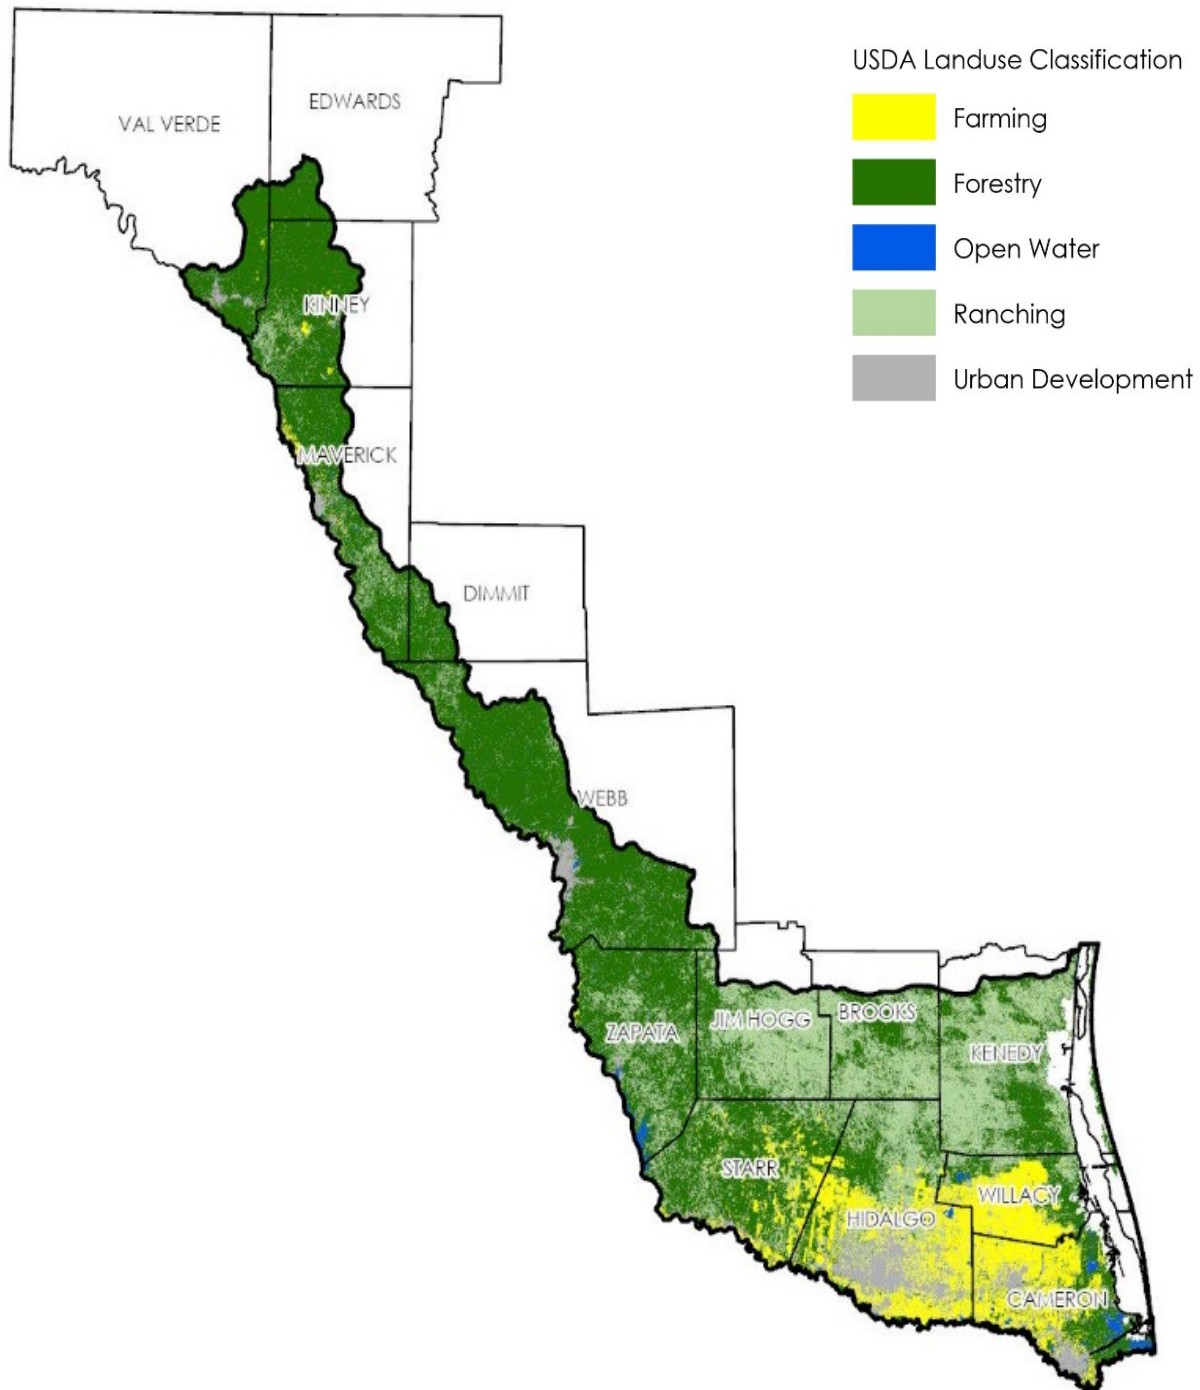 USDA Landuse Classification
Farming
Forestry
Open Water
Ranching
Urban Development
EDWARDS
VAL VERDE
KINNEY
MAVERICK
DIMMIT
WEBB
ZAPATA
JIM HOGG
BROOKS
KENEDY
STARR
HIDALGO
WILLACY
CAMERON